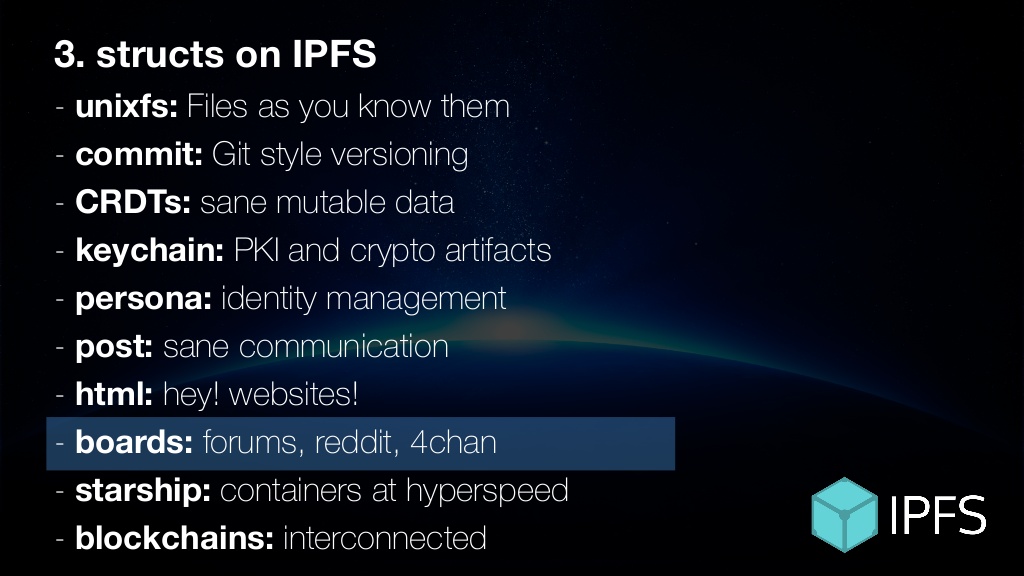 3. structs on IPFS
- unixfs: Files as you know them
- commit: Git style versioning
- CRDTs: sane mutable data
- keychain: PKI and crypto artifacts
- persona: identity management
- post: sane communication
- html: hey! websites!
- boards: forums, reddit, 4chan
- starship: containers at hyperspeed
- blockchains: interconnected
IPFS